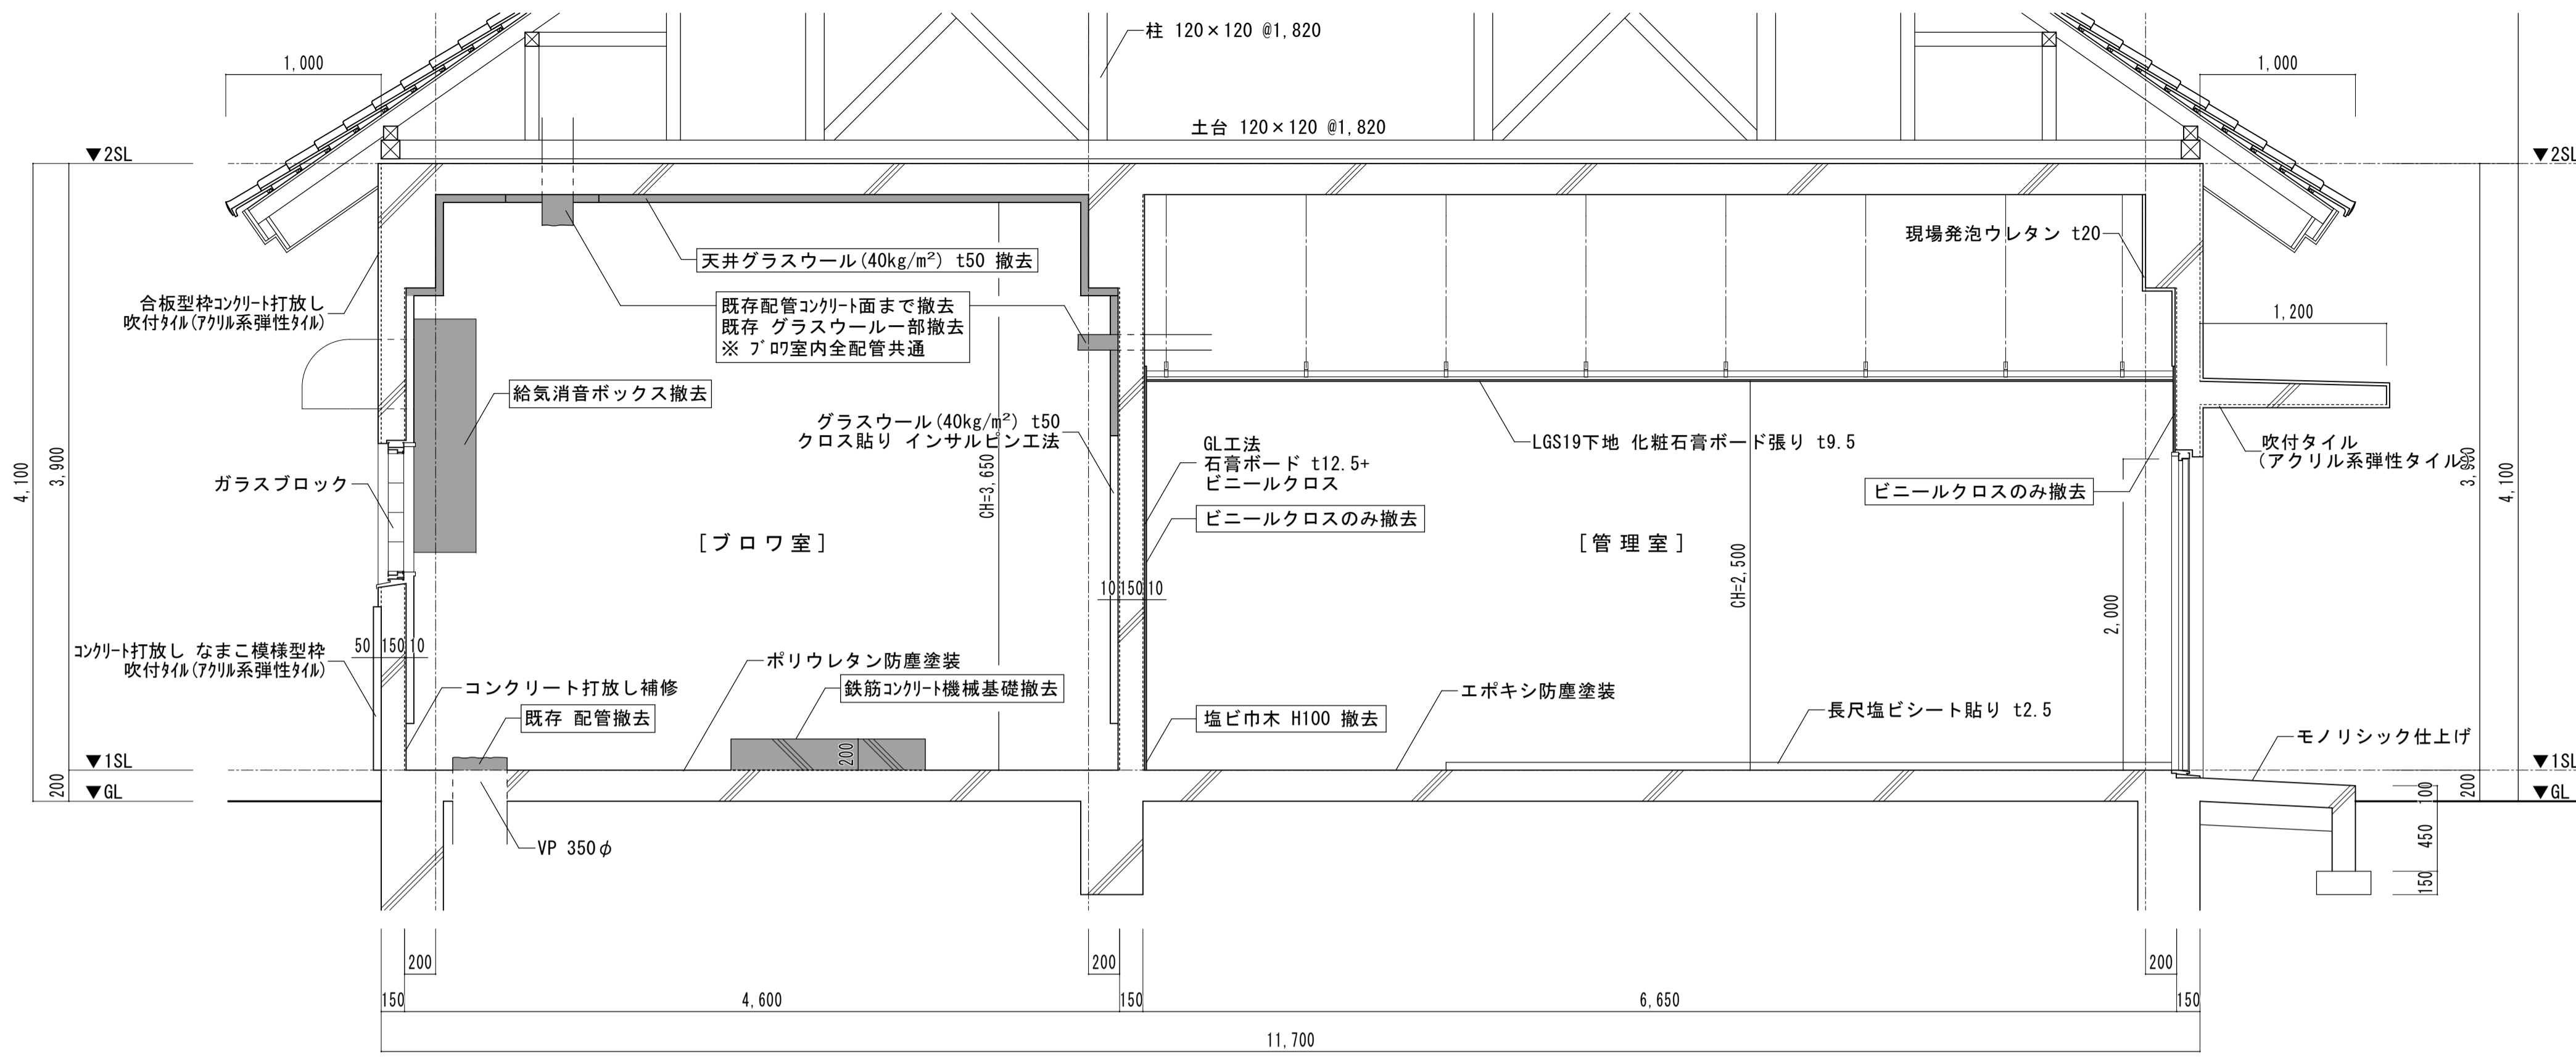 柱 120×120 @1,820
1,000
1,000
土台 120×120 @1,820
▼2SL
▼2SL
現場発泡ウレタン t20
天井グラスウール(40kg/m²) t50 撤去
合板型枠コンクリート打放し
吹付タイル(アクリル系弾性タイル)
既存配管コンクリート面まで撤去
既存 グラスウール一部撤去
※ ブロワ室内全配管共通
1,200
給気消音ボックス撤去
グラスウール(40kg/m²) t50
クロス貼り インサルピン工法
GL工法
石膏ボード t12.5+
ビニールクロス
LGS19下地 化粧石膏ボード張り t9.5
吹付タイル
(アクリル系弾性タイル)
4,100
3,900
ガラスブロック
CH=3,650
ビニールクロスのみ撤去
ビニールクロスのみ撤去
3,900
4,100
[ブロワ室]
[管理室]
CH=2,500
2,000
10 150 10
50 150 10
コンクリート打放し なまこ模様型枠
吹付タイル(アクリル系弾性タイル)
ポリウレタン防塵塗装
コンクリート打放し補修
鉄筋コンクリート機械基礎撤去
エポキシ防塵塗装
既存 配管撤去
塩ビ巾木 H100 撤去
長尺塩ビシート貼り t2.5
モノリシック仕上げ
200
▼1SL
▼1SL
200
▼GL
200
▼GL
100
450
150
VP 350φ
200
200
200
150
4,600
150
6,650
150
11,700